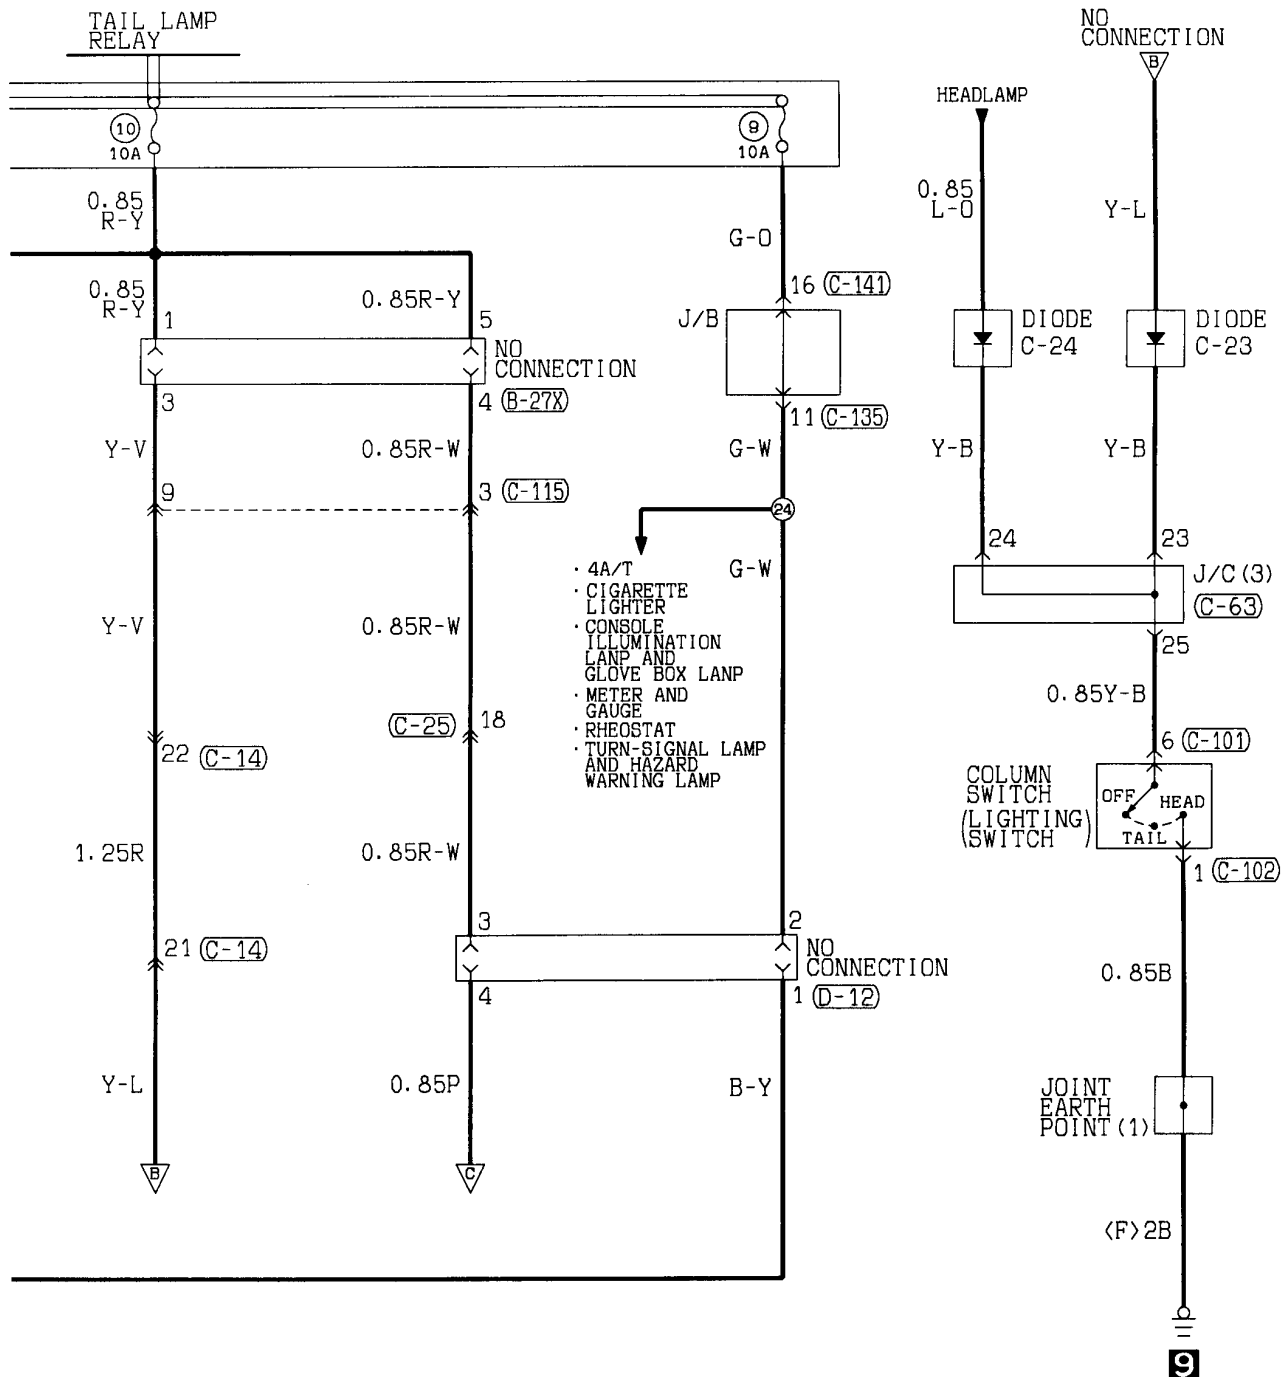 TAIL LAMP
RELAY
NO
CONNECTION
B
HEADLAMP
10
10A
9
10A
0.85
R-Y
0.85
L-O
Y-L
G-O
0.85
R-Y
0.85R-Y
16 (C-141)
1
5
J/B
DIODE
C-24
DIODE
C-23
NO
CONNECTION
3
4 (B-27X)
11 (C-135)
Y-V
0.85R-W
G-W
Y-B
Y-B
9
3 (C-115)
24
24
23
· 4A/T
· CIGARETTE
LIGHTER
· CONSOLE
ILLUMINATION
LANP AND
GLOVE BOX LANP
· METER AND
GAUGE
· RHEOSTAT
· TURN-SIGNAL LAMP
AND HAZARD
WARNING LAMP
G-W
J/C (3)
(C-63)
Y-V
0.85R-W
25
0.85Y-B
(C-25) 18
22 (C-14)
6 (C-101)
COLUMN
SWITCH
(LIGHTING
SWITCH)
OFF
HEAD
TAIL
1.25R
0.85R-W
1 (C-102)
21 (C-14)
3
2
NO
CONNECTION
4
1 (D-12)
0.85B
Y-L
0.85P
B-Y
JOINT
EARTH
POINT (1)
B
C
<F>2B
9